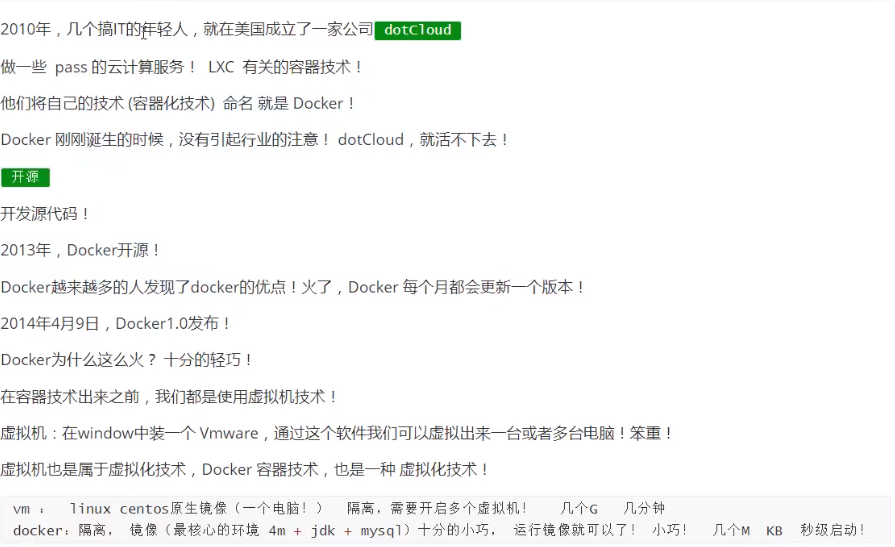 2010年，几个搞IT的年轻人，就在美国成立了一家公司 dotCloud
做一些 pass 的云计算服务！ LXC 有关的容器技术！
他们将自己的技术 (容器化技术) 命名 就是 Docker！
Docker 刚刚诞生的时候，没有引起行业的注意！ dotCloud，就活不下去！
开源
开发源代码！
2013年，Docker开源！
Docker越来越多的人发现了docker的优点！火了，Docker 每个月都会更新一个版本！
2014年4月9日，Docker1.0发布！
Docker为什么这么火？ 十分的轻巧！
在容器技术出来之前，我们都是使用虚拟机技术！
虚拟机：在window中装一个 Vmware，通过这个软件我们可以虚拟出来一台或者多台电脑！笨重！
虚拟机也是属于虚拟化技术，Docker 容器技术，也是一种 虚拟化技术！
vm : linux centos原生镜像（一个电脑！） 隔离，需要开启多个虚拟机！ 几个G 几分钟
docker: 隔离， 镜像（最核心的环境 4m + jdk + mysql）十分的小巧， 运行镜像就可以了！ 小巧！ 几个M KB 秒级启动！